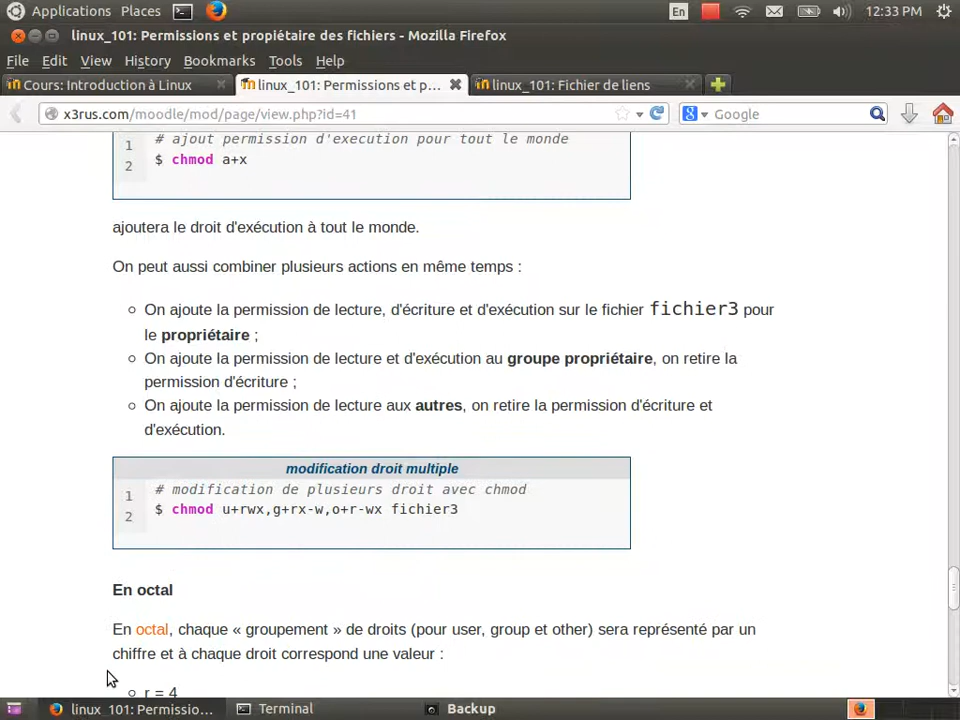 Applications Places En 12:33 PM
linux_101: Permissions et propiétaire des fichiers - Mozilla Firefox
File Edit View History Bookmarks Tools Help
Cours: Introduction à Linux linux_101: Permissions et p... linux_101: Fichier de liens
x3rus.com/moodle/mod/page/view.php?id=41 Google
1 # ajout permission d'execution pour tout le monde
2 $ chmod a+x
ajoutera le droit d'exécution à tout le monde.
On peut aussi combiner plusieurs actions en même temps :
On ajoute la permission de lecture, d'écriture et d'exécution sur le fichier fichier3 pour
le propriétaire ;
On ajoute la permission de lecture et d'exécution au groupe propriétaire, on retire la
permission d'écriture ;
On ajoute la permission de lecture aux autres, on retire la permission d'écriture et
d'exécution.
modification droit multiple
1 # modification de plusieurs droit avec chmod
2 $ chmod u+rwx,g+rx-w,o+r-wx fichier3
En octal
En octal, chaque « groupement » de droits (pour user, group et other) sera représenté par un
chiffre et à chaque droit correspond une valeur :
r = 4
linux_101: Permissio... Terminal Backup